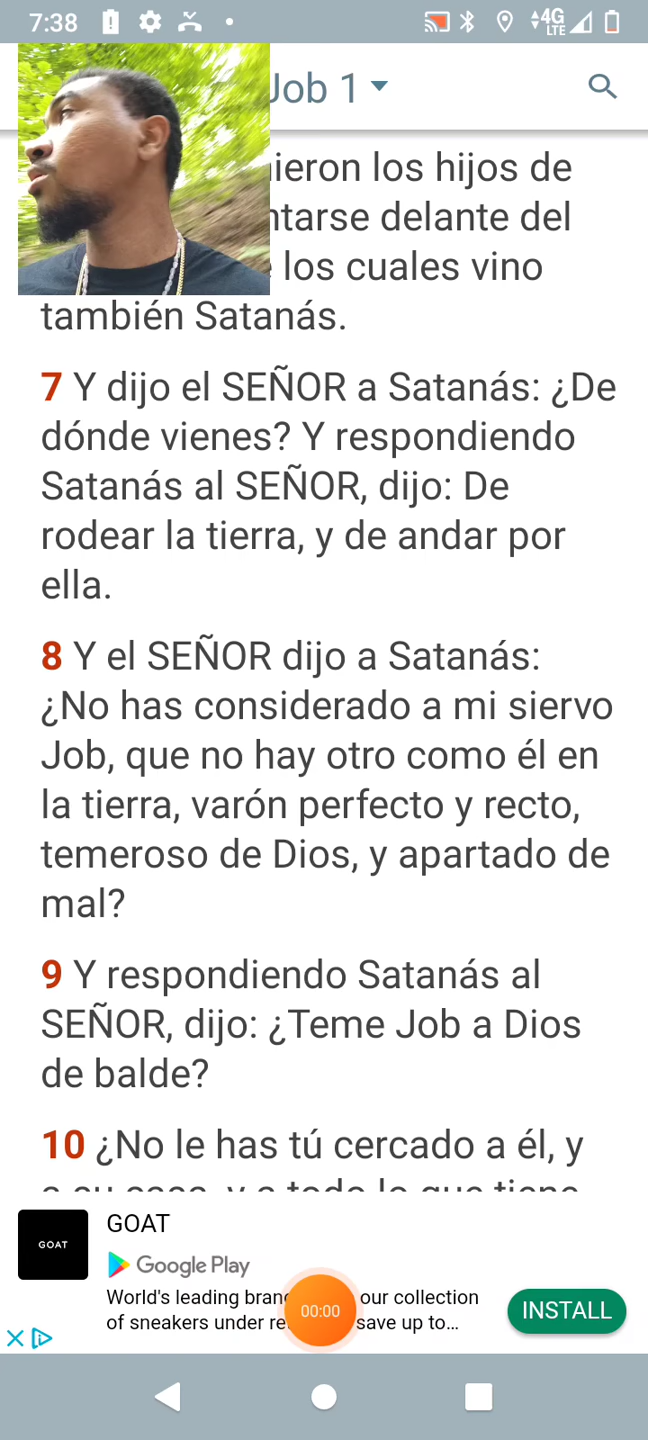 7:38
4G
LTE
Job 1
los hijos de
delante del
los cuales vino
también Satanás.
7 Y dijo el SEÑOR a Satanás: ¿De
dónde vienes? Y respondiendo
Satanás al SEÑOR, dijo: De
rodear la tierra, y de andar por
ella.
8 Y el SEÑOR dijo a Satanás:
¿No has considerado a mi siervo
Job, que no hay otro como él en
la tierra, varón perfecto y recto,
temeroso de Dios, y apartado de
mal?
9 Y respondiendo Satanás al
SEÑOR, dijo: ¿Teme Job a Dios
de balde?
10 ¿No le has tú cercado a él, y
GOAT
GOAT
Google Play
World's leading our collection
of sneakers under save up to...
00:00
INSTALL